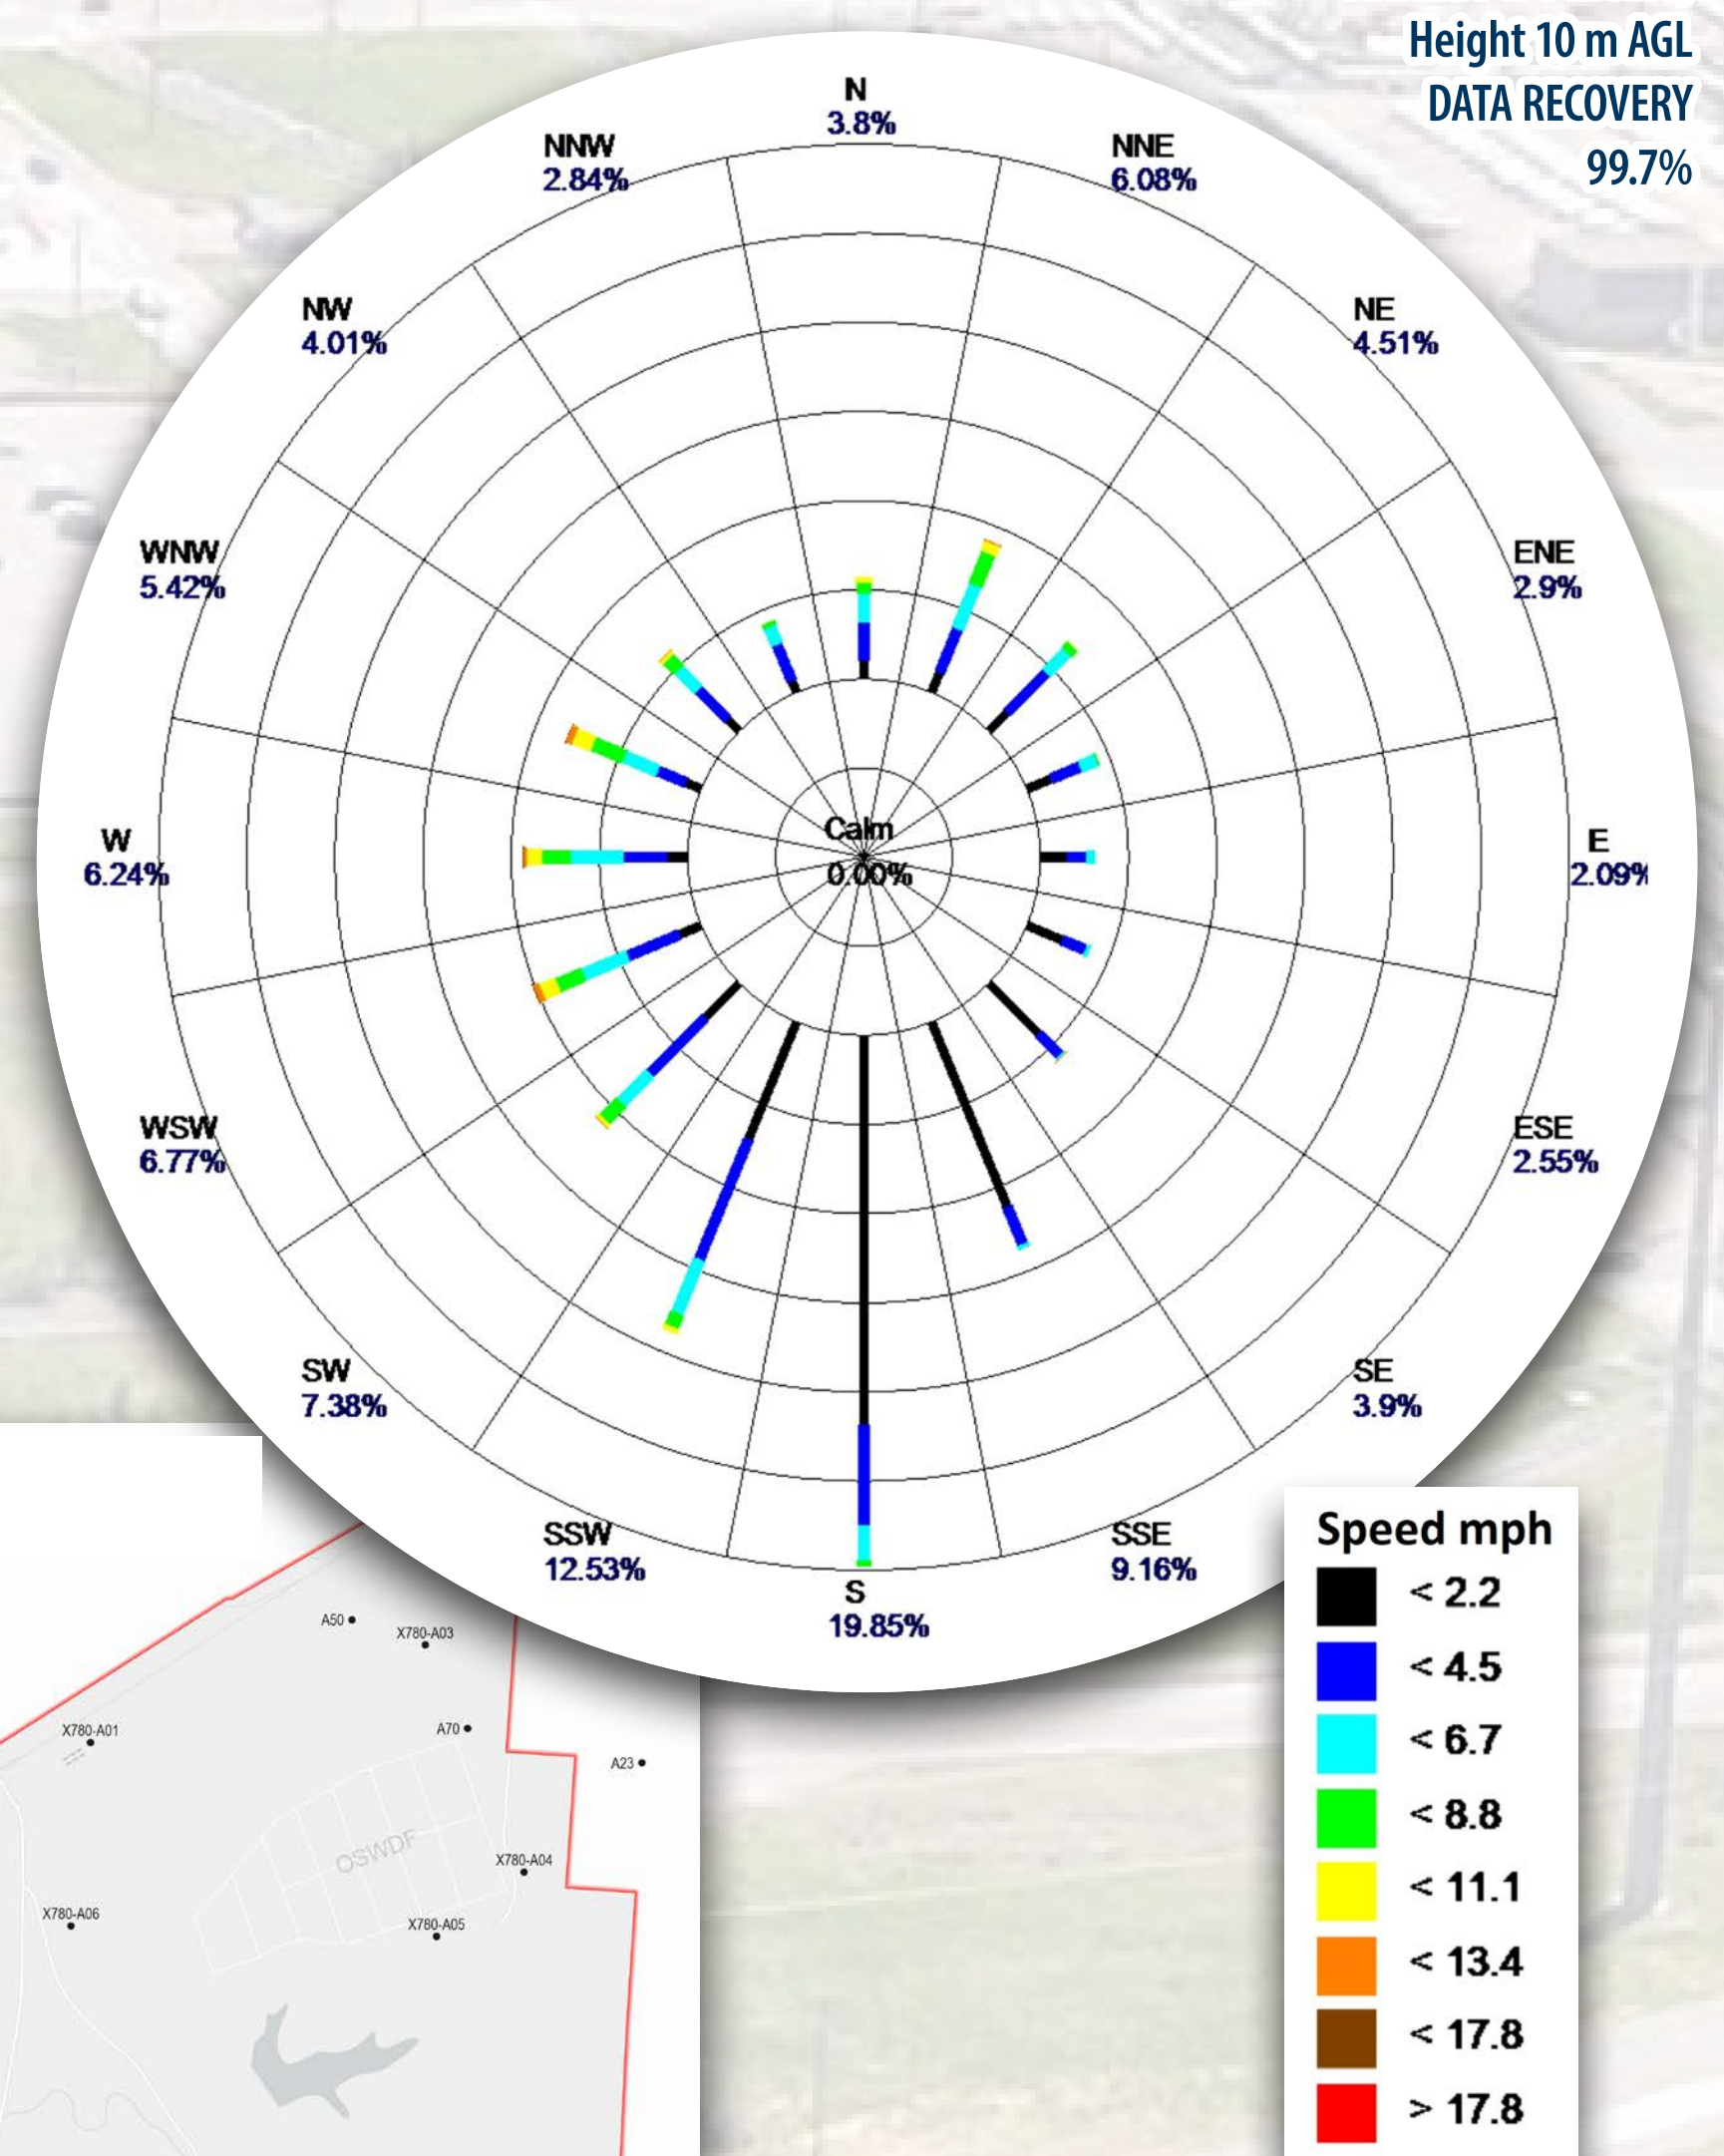 Height 10 m AGL
DATA RECOVERY
99.7%
N
3.8%
NNW
2.84%
NNE
6.08%
NW
4.01%
NE
4.51%
WNW
5.42%
ENE
2.9%
Calm
0.00%
W
6.24%
E
2.09%
WSW
6.77%
ESE
2.55%
SW
7.38%
SE
3.9%
SSW
12.53%
SSE
9.16%
S
19.85%
Speed mph
< 2.2
< 4.5
< 6.7
< 8.8
< 11.1
< 13.4
< 17.8
> 17.8
A50
X780-A03
X780-A01
A70
A23
OSWDF
X780-A04
X780-A06
X780-A05